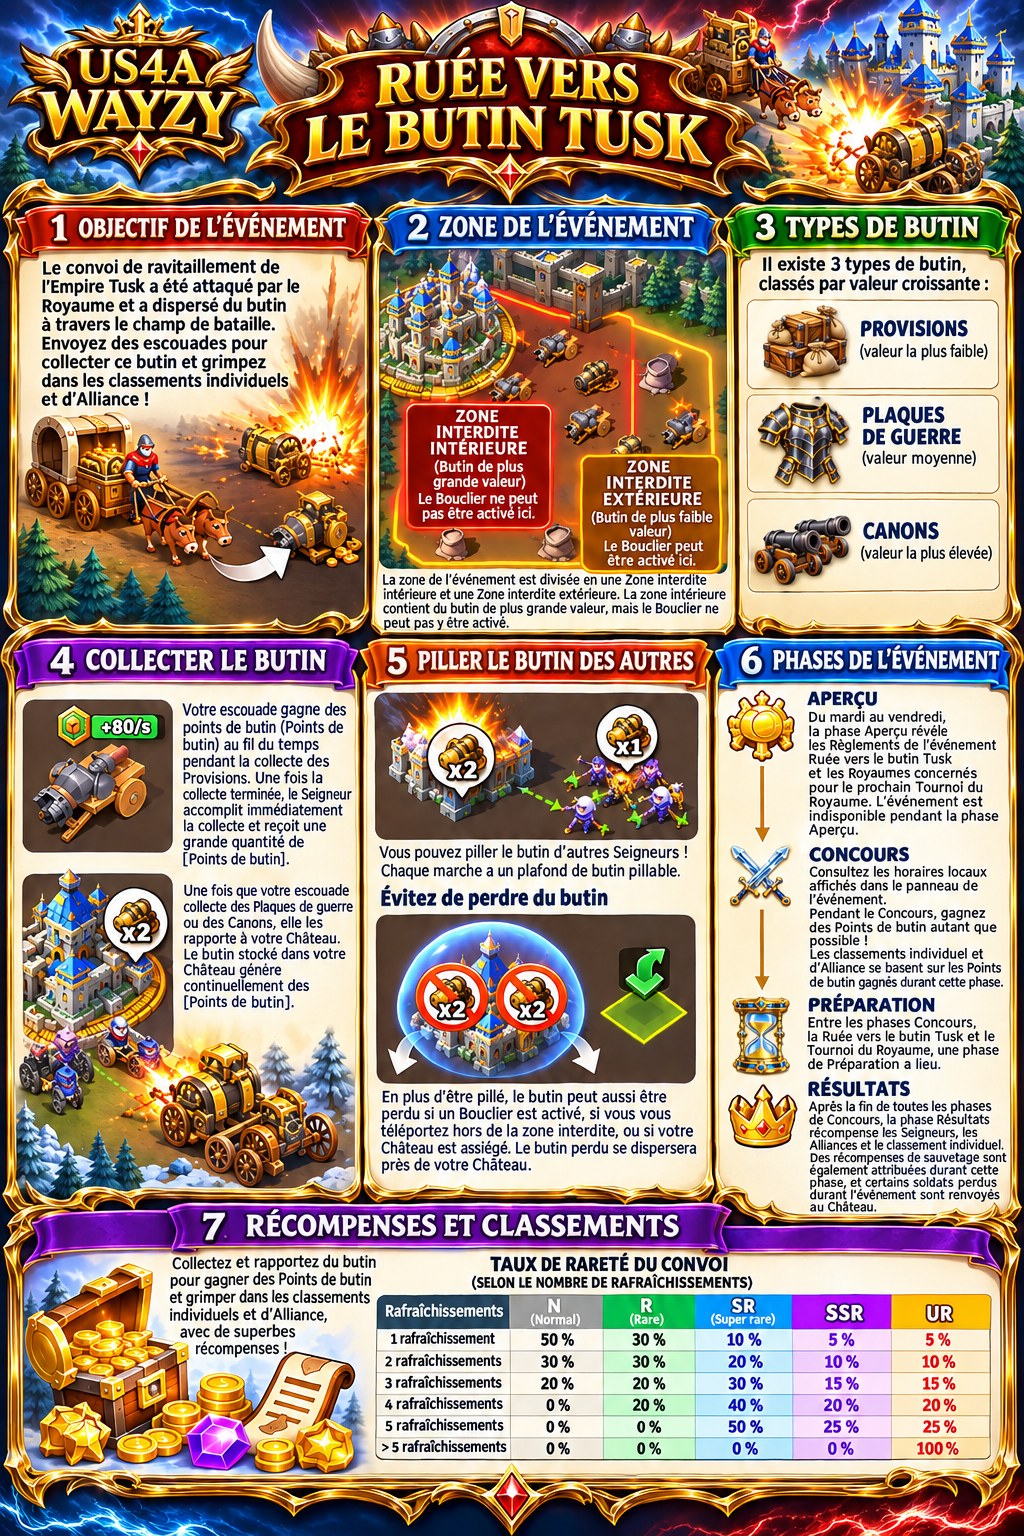 US4A
WAYZY
RUÉE VERS
LE BUTIN TUSK
1 OBJECTIF DE L'ÉVÉNEMENT
Le convoi de ravitaillement de
l'Empire Tusk a été attaqué par le
Royaume et a dispersé du butin
à travers le champ de bataille.
Envoyez des escouades pour
collecter ce butin et grimpez
dans les classements individuels
et d'Alliance !
2 ZONE DE L'ÉVÉNEMENT
ZONE
INTERDITE
INTÉRIEURE
(Butin de plus
grande valeur)
Le Bouclier ne peut
pas être activé ici.
ZONE
INTERDITE
EXTÉRIEURE
(Butin de plus faible
valeur)
Le Bouclier peut
être activé ici.
La zone de l'événement est divisée en une Zone interdite
intérieure et une Zone interdite extérieure. La zone intérieure
contient du butin de plus grande valeur, mais le Bouclier ne
peut pas y être activé.
3 TYPES DE BUTIN
Il existe 3 types de butin,
classés par valeur croissante :
PROVISIONS
(valeur la plus faible)
PLAQUES
DE GUERRE
(valeur moyenne)
CANONS
(valeur la plus élevée)
4 COLLECTER LE BUTIN
+80/s
Votre escouade gagne des
points de butin (Points de
butin) au fil du temps
pendant la collecte des
Provisions. Une fois la
collecte terminée, le Seigneur
accomplit immédiatement
la collecte et reçoit une
grande quantité de
[Points de butin].
x2
Une fois que votre escouade
collecte des Plaques de guerre
ou des Canons, elle les
rapporte à votre Château.
Le butin stocké dans votre
Château génére
continuellement des
[Points de butin].
5 PILLER LE BUTIN DES AUTRES
x2
x1
Vous pouvez piller le butin d'autres Seigneurs !
Chaque marche a un plafond de butin pillable.
Évitez de perdre du butin
x2
x2
En plus d'être pillé, le butin peut aussi être
perdu si un Bouclier est activé, si vous vous
téléportez hors de la zone interdite, ou si votre
Château est assiégé. Le butin perdu se dispersera
près de votre Château.
6 PHASES DE L'ÉVÉNEMENT
APERÇU
Du mardi au vendredi,
la phase Aperçu révèle
les Règlements de l'événement
Ruée vers le butin Tusk
et les Royaumes concernés
pour le prochain Tournoi du
Royaume. L'événement est
indisponible pendant la phase
Aperçu.
CONCOURS
Consultez les horaires locaux
affichés dans le panneau de
l'événement.
Pendant le Concours, gagnez
des Points de butin autant que
possible !
Les classements individuel et
d'Alliance se basent sur les Points
de butin gagnés durant cette phase.
PRÉPARATION
Entre les phases Concours,
la Ruée vers le butin Tusk et le
Tournoi du Royaume, une phase
de Préparation a lieu.
RÉSULTATS
Après la fin de toutes les phases
de Concours, la phase Résultats
récompense les Seigneurs, les
Alliances et le classement individuel.
Des récompenses de sauvetage sont
également attribuées durant cette
phase, et certains soldats perdus
durant l'événement sont renvoyés
au Château.
7 RÉCOMPENSES ET CLASSEMENTS
Collectez et rapportez du butin
pour gagner des Points de butin
et grimper dans les classements
individuels et d'Alliance,
avec de superbes
récompenses !
TAUX DE RARETÉ DU CONVOI
(SELON LE NOMBRE DE RAFRAÎCHISSEMENTS)
Rafraîchissements N (Normal) R (Rare) SR (Super rare) SSR UR
1 rafraîchissement 50 % 30 % 10 % 5 % 5 %
2 rafraîchissements 30 % 30 % 20 % 10 % 10 %
3 rafraîchissements 20 % 20 % 30 % 15 % 15 %
4 rafraîchissements 0 % 20 % 40 % 20 % 20 %
5 rafraîchissements 0 % 0 % 50 % 25 % 25 %
> 5 rafraîchissements 0 % 0 % 0 % 0 % 100 %